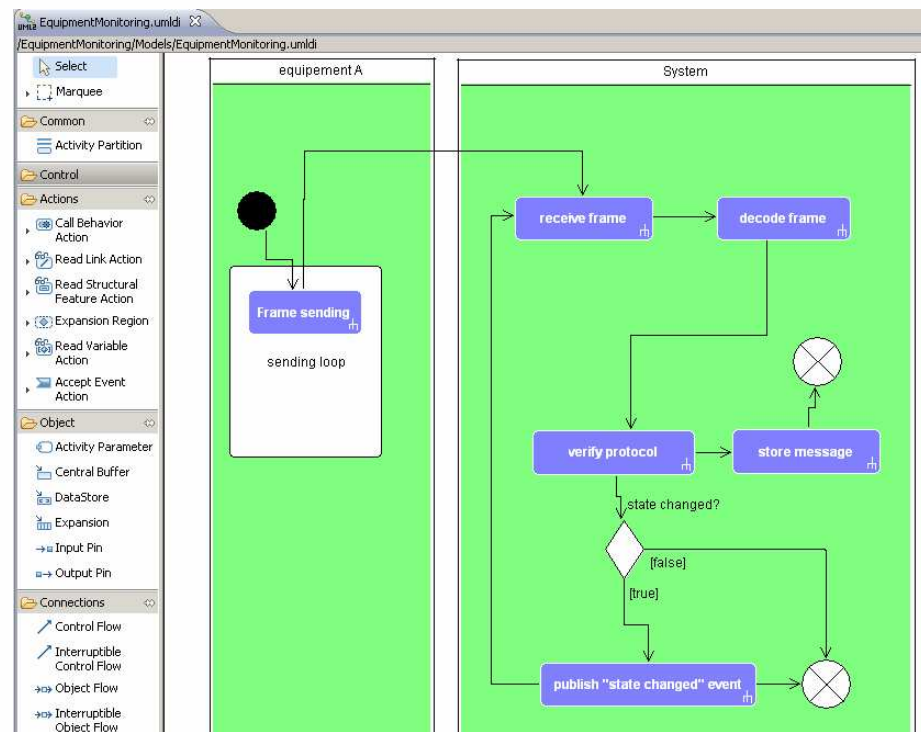 EquipmentMonitoring.umldi
/EquipmentMonitoring/Models/EquipmentMonitoring.umldi
Select
Marquee
Common
Activity Partition
Control
Actions
Call Behavior
Action
Read Link Action
Read Structural
Feature Action
Expansion Region
Read Variable
Action
Accept Event
Action
Object
Activity Parameter
Central Buffer
DataStore
Expansion
Input Pin
Output Pin
Connections
Control Flow
Interruptible
Control Flow
Object Flow
Interruptible
Object Flow
equipement A
Frame sending
sending loop
System
receive frame
decode frame
verify protocol
store message
state changed?
[false]
[true]
publish "state changed" event